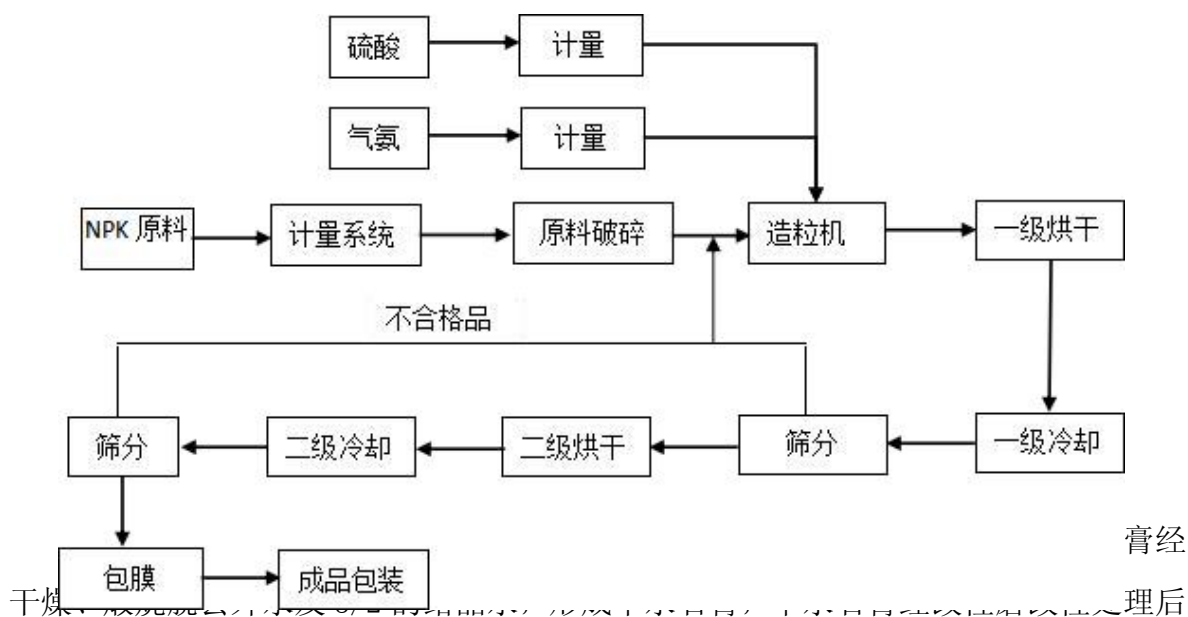 硫酸 计量
气氨 计量
NPK 原料 计量系统 原料破碎 造粒机 一级烘干
不合格品
筛分 二级冷却 二级烘干 筛分 一级冷却
膏经
包膜 成品包装
干燥、 理后